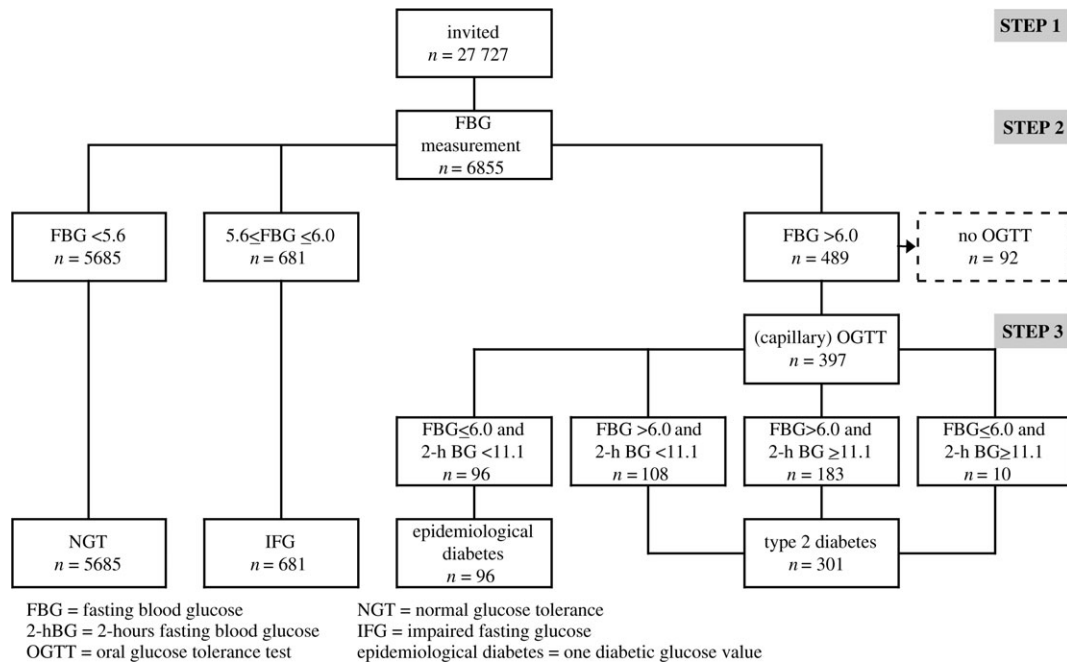 invited
n = 27 727
STEP 1
FBG
measurement
n = 6855
STEP 2
FBG <5.6
n = 5685
5.6≤FBG ≤6.0
n = 681
FBG >6.0
n = 489
no OGTT
n = 92
(capillary) OGTT
n = 397
STEP 3
FBG≤6.0 and
2-h BG <11.1
n = 96
FBG >6.0 and
2-h BG <11.1
n = 108
FBG>6.0 and
2-h BG ≥11.1
n = 183
FBG≤6.0 and
2-h BG≥11.1
n = 10
NGT
n = 5685
IFG
n = 681
epidemiological
diabetes
n = 96
type 2 diabetes
n = 301
FBG = fasting blood glucose
2-hBG = 2-hours fasting blood glucose
OGTT = oral glucose tolerance test
NGT = normal glucose tolerance
IFG = impaired fasting glucose
epidemiological diabetes = one diabetic glucose value